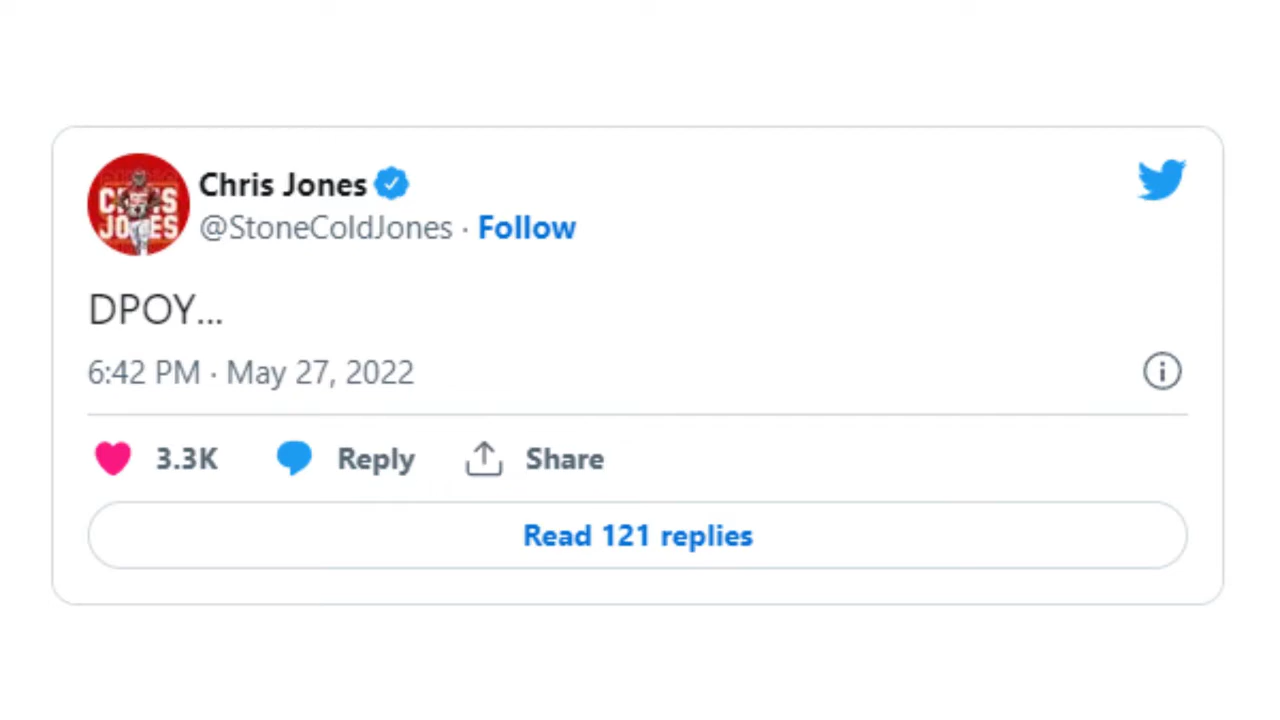 CHRIS
JONES
Chris Jones
@StoneColdJones · Follow
DPOY...
6:42 PM · May 27, 2022
3.3K Reply Share
Read 121 replies